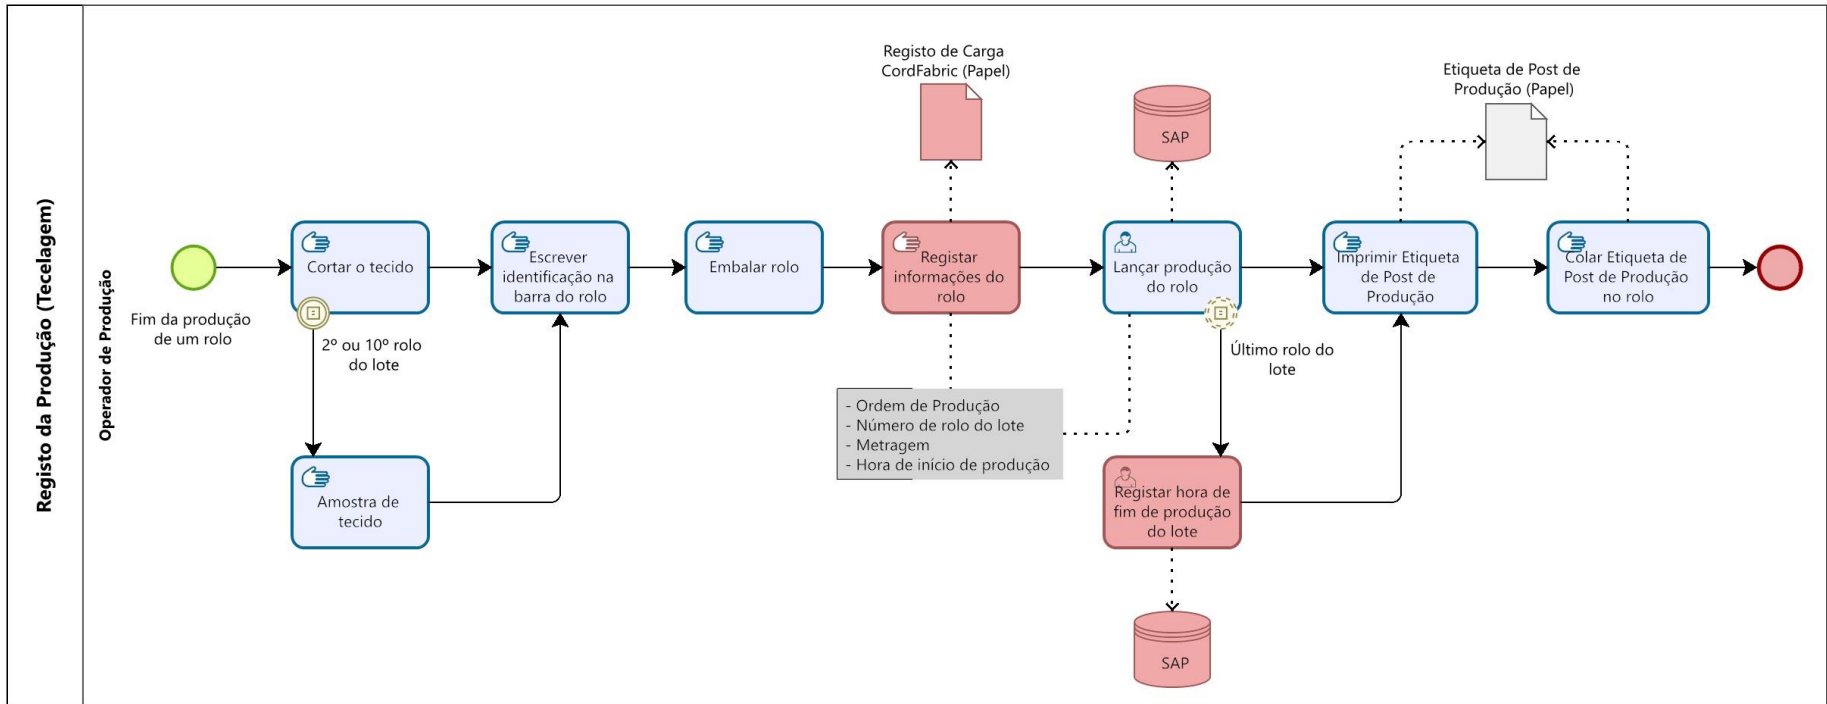 Registo da Produção (Tecelagem)
Operador de Produção
Fim da produção
de um rolo
Cortar o tecido
2º ou 10º rolo
do lote
Amostra de
tecido
Escrever
identificação na
barra do rolo
Embalar rolo
Registo de Carga
CordFabric (Papel)
Registar
informações do
rolo
- Ordem de Produção
- Número de rolo do lote
- Metragem
- Hora de início de produção
SAP
Lançar produção
do rolo
Último rolo do
lote
Registar hora de
fim de produção
do lote
SAP
Etiqueta de Post de
Produção (Papel)
Imprimir Etiqueta
de Post de
Produção
Colar Etiqueta de
Post de Produção
no rolo